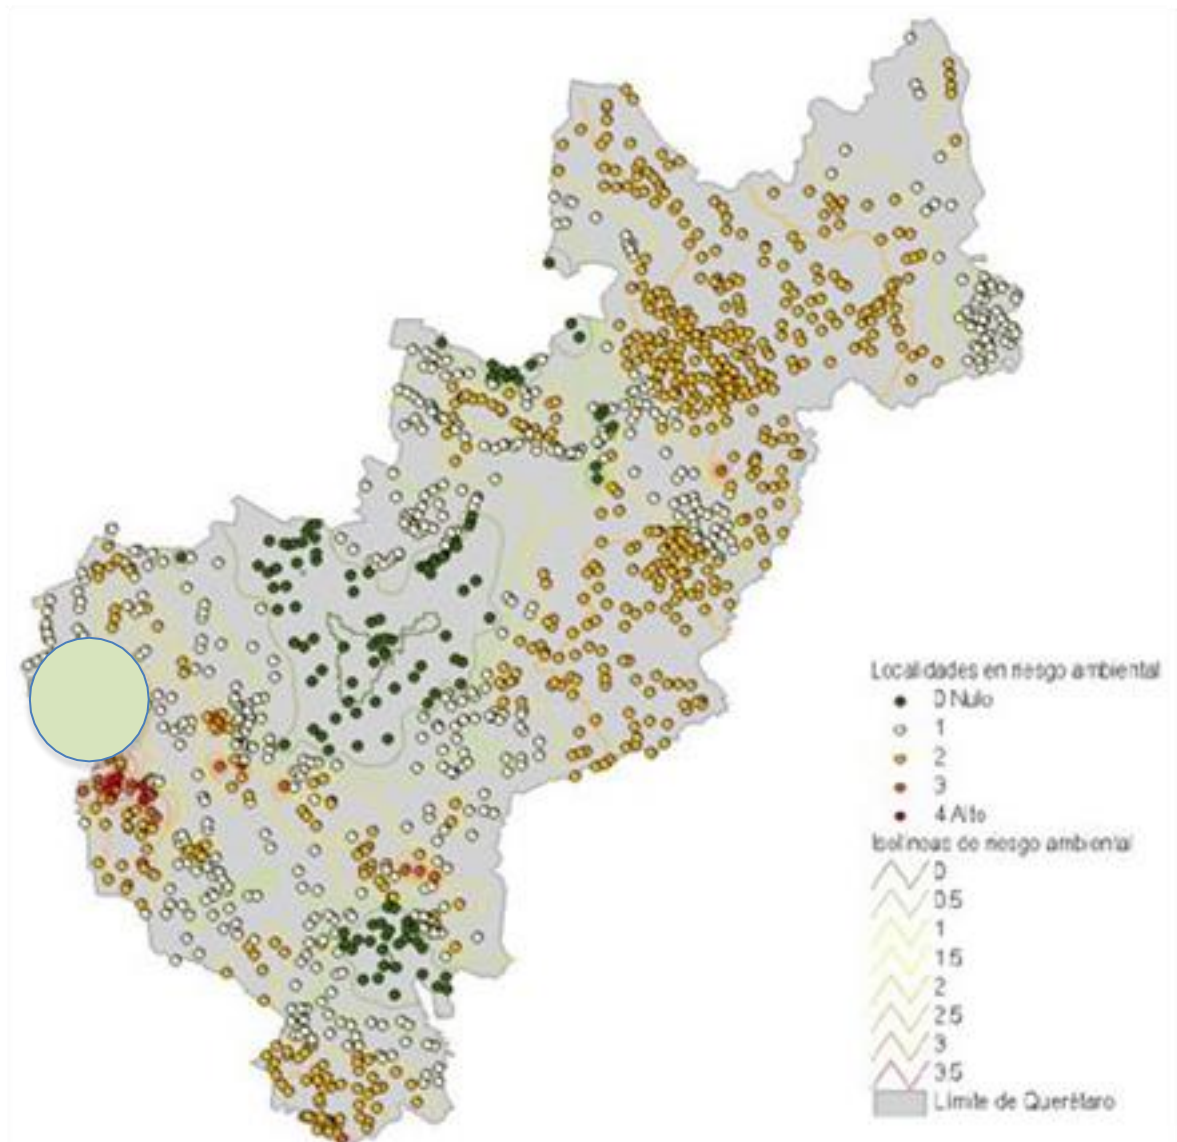 Localidades en riesgo ambiental
0 Nulo
1
2
3
4 Alto
Isolíneas de riesgo ambiental
0
0.5
1
1.5
2
2.5
3
3.5
Límite de Querétaro